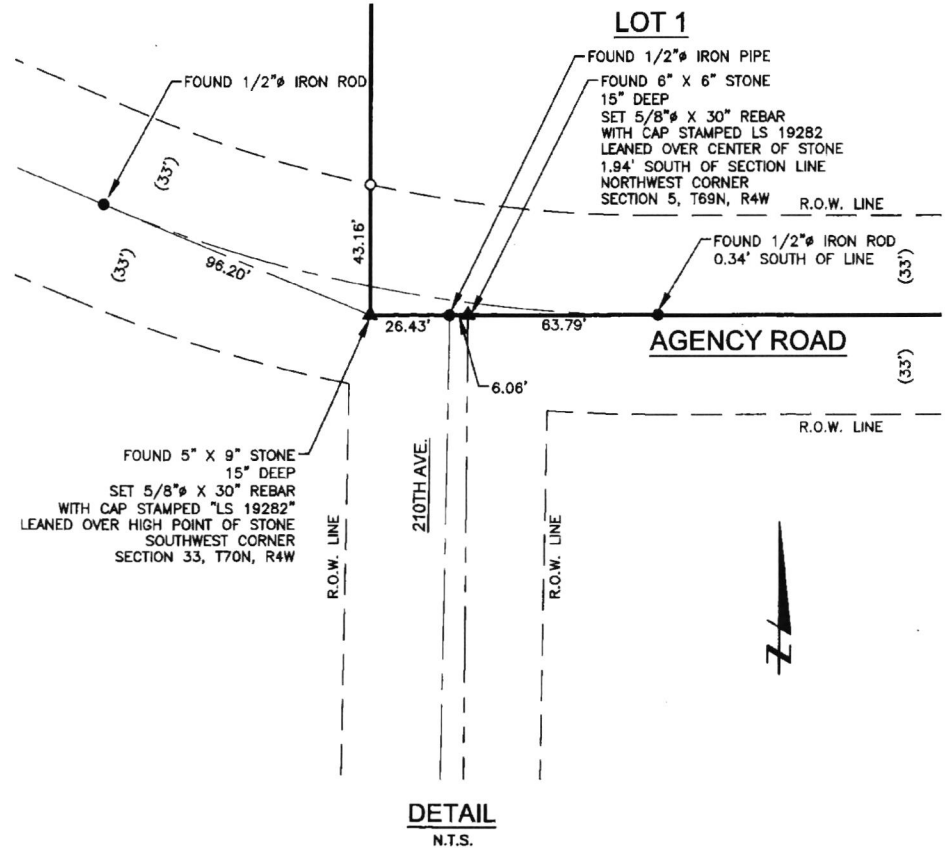 LOT 1
FOUND 1/2"ø IRON PIPE
FOUND 6" X 6" STONE
15" DEEP
SET 5/8"ø X 30" REBAR
WITH CAP STAMPED LS 19282
LEANED OVER CENTER OF STONE
1.94' SOUTH OF SECTION LINE
NORTHWEST CORNER
SECTION 5, T69N, R4W
R.O.W. LINE
FOUND 1/2"ø IRON ROD
(33')
(33')
96.20'
43.16'
FOUND 1/2"ø IRON ROD
0.34' SOUTH OF LINE
(33')
26.43'
63.79'
AGENCY ROAD
(33')
6.06'
R.O.W. LINE
FOUND 5" X 9" STONE
15" DEEP
SET 5/8"ø X 30" REBAR
WITH CAP STAMPED "LS 19282"
LEANED OVER HIGH POINT OF STONE
SOUTHWEST CORNER
SECTION 33, T70N, R4W
210TH AVE.
R.O.W. LINE
R.O.W. LINE
N
DETAIL
N.T.S.